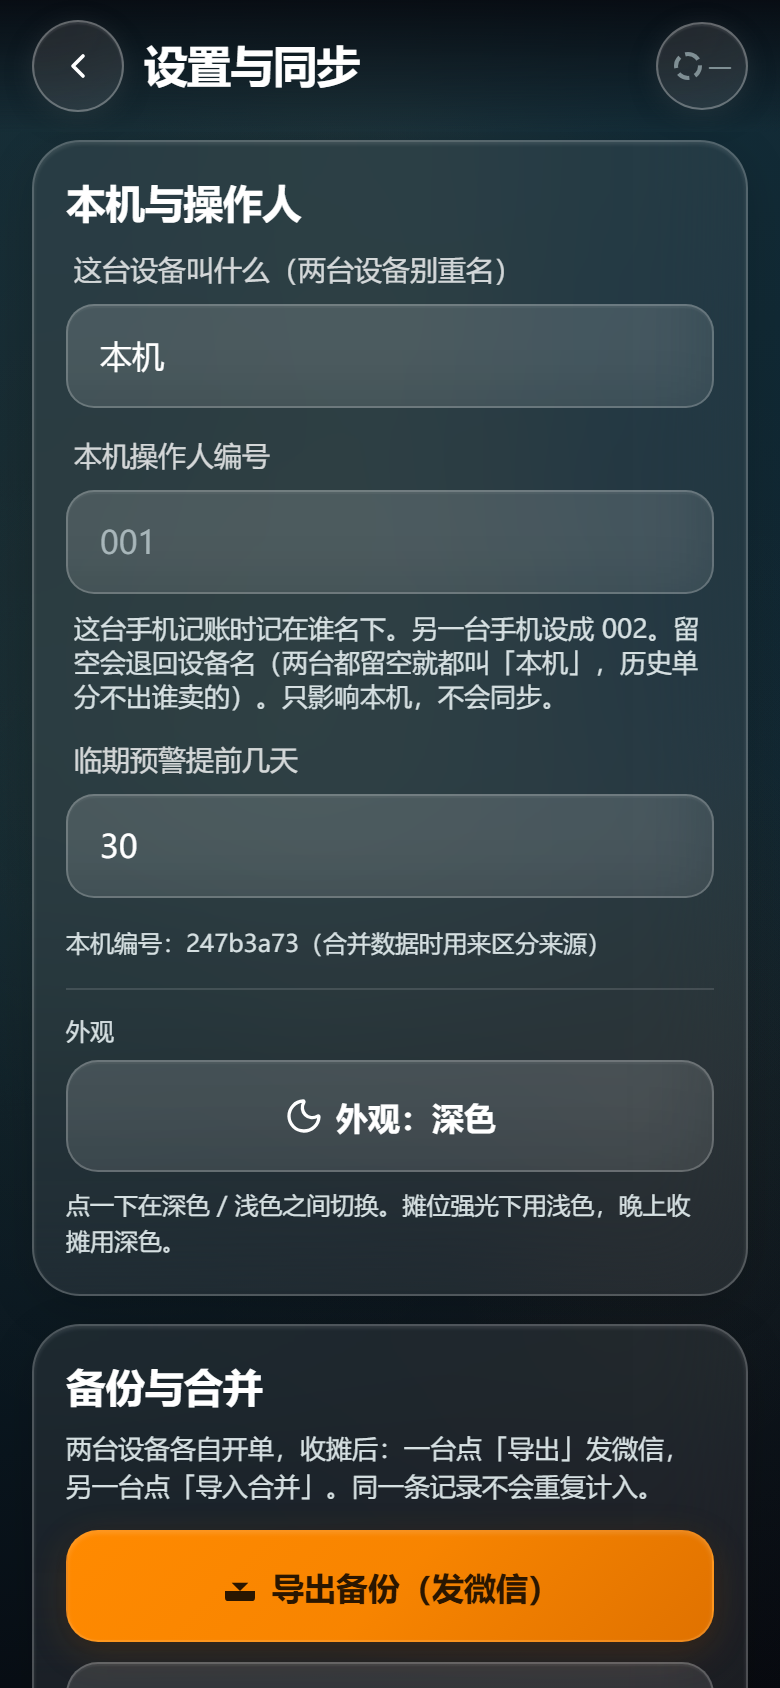 设置与同步
本机与操作人
这台设备叫什么（两台设备别重名）
本机
本机操作人编号
001
这台手机记账时记在谁名下。另一台手机设成 002。留
空会退回设备名（两台都留空就都叫「本机」，历史单
分不出谁卖的）。只影响本机，不会同步。
临期预警提前几天
30
本机编号：247b3a73（合并数据时用来区分来源）
外观
外观：深色
点一下在深色 / 浅色之间切换。摊位强光下用浅色，晚上收
摊用深色。
备份与合并
两台设备各自开单，收摊后：一台点「导出」发微信，
另一台点「导入合并」。同一条记录不会重复计入。
导出备份（发微信）